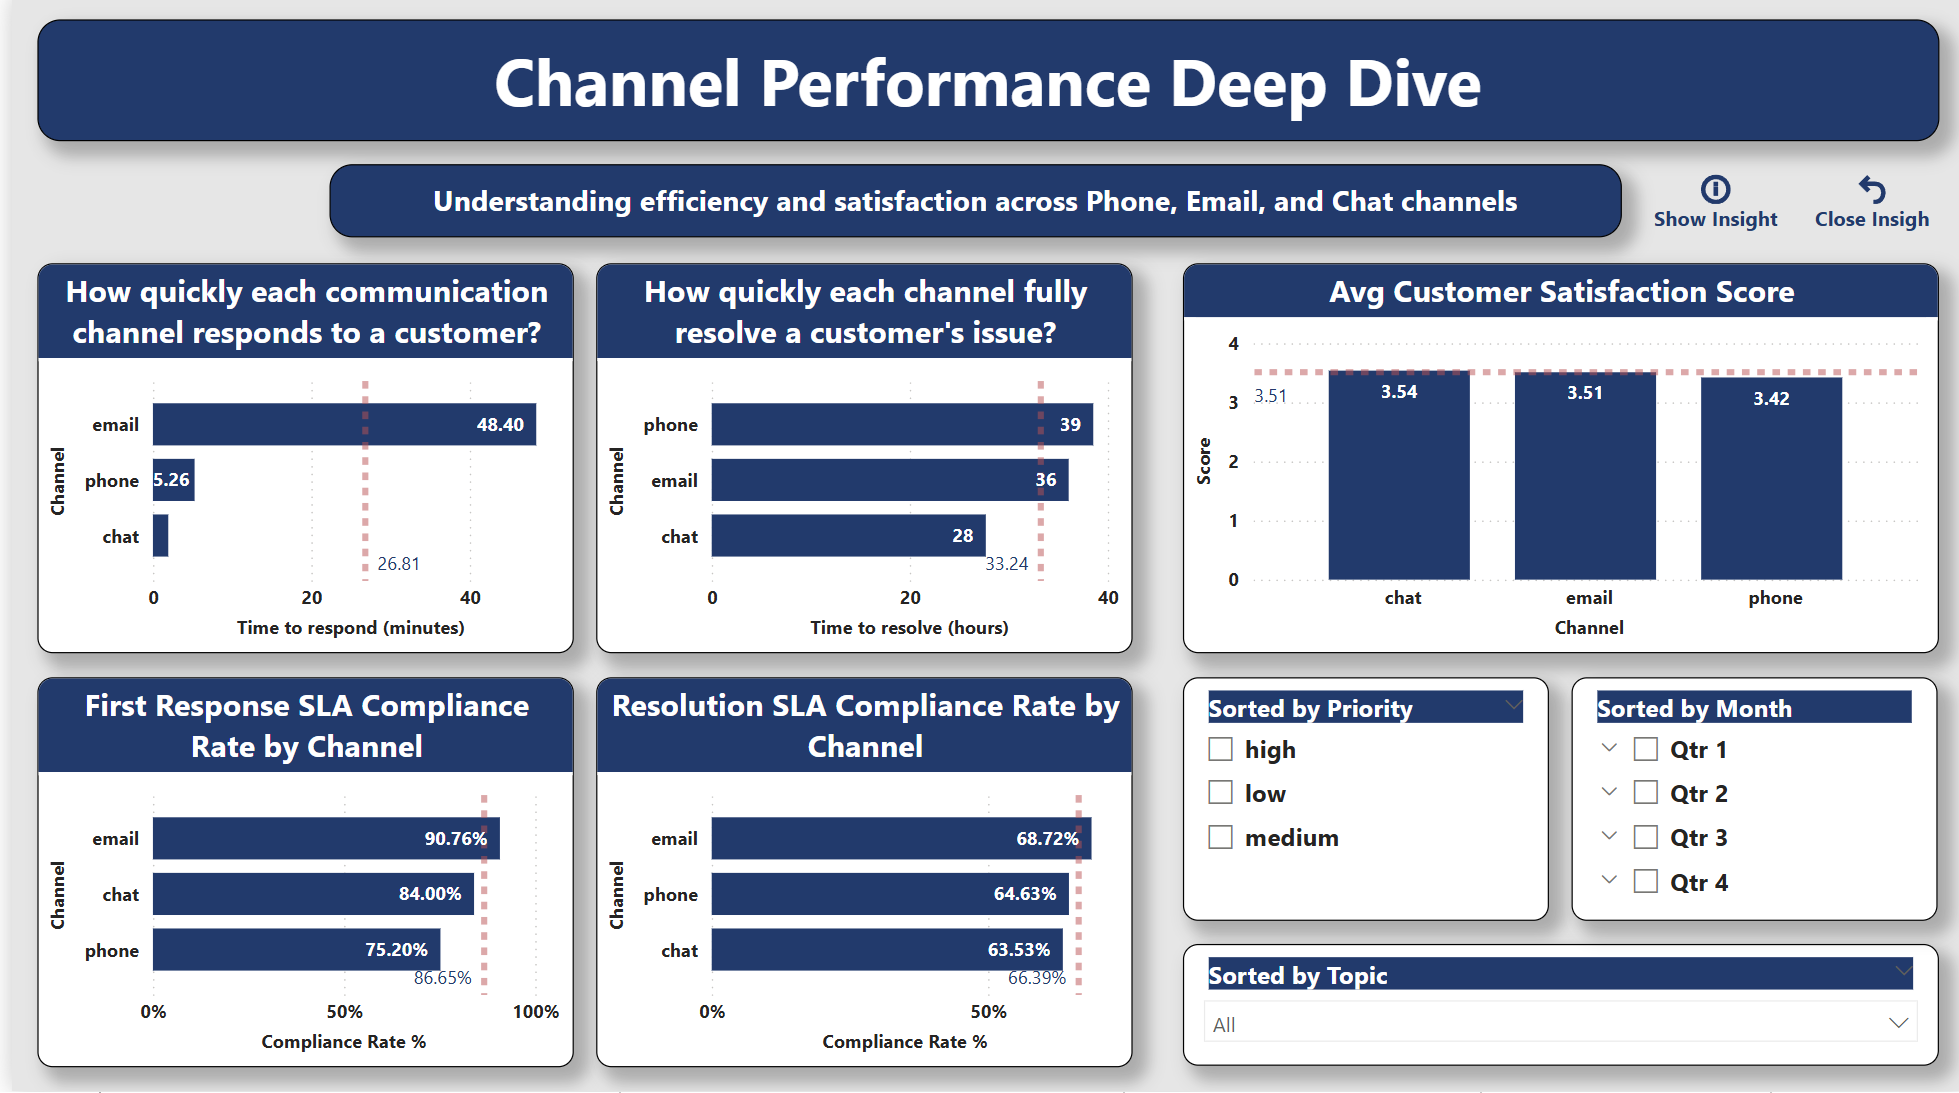 Channel Performance Deep Dive
Understanding efficiency and satisfaction across Phone, Email, and Chat channels
Show Insight
Close Insigh
How quickly each communication
channel responds to a customer?
Channel
email
48.40
phone
5.26
chat
26.81
0
20
40
Time to respond (minutes)
How quickly each channel fully
resolve a customer's issue?
Channel
phone
39
email
36
chat
28
33.24
0
20
40
Time to resolve (hours)
Avg Customer Satisfaction Score
Score
4
3
2
1
0
3.51
3.54
3.51
3.42
chat
email
phone
Channel
First Response SLA Compliance
Rate by Channel
Channel
email
90.76%
chat
84.00%
phone
75.20%
86.65%
0%
50%
100%
Compliance Rate %
Resolution SLA Compliance Rate by
Channel
Channel
email
68.72%
phone
64.63%
chat
63.53%
66.39%
0%
50%
Compliance Rate %
Sorted by Priority
high
low
medium
Sorted by Month
Qtr 1
Qtr 2
Qtr 3
Qtr 4
Sorted by Topic
All